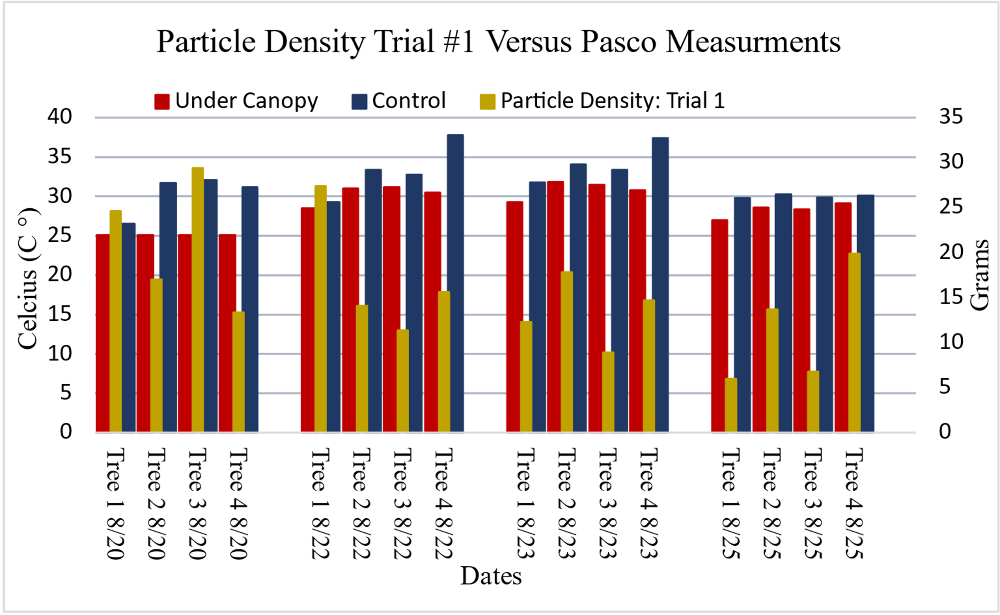 Particle Density Trial #1 Versus Pasco Measurments
Under Canopy Control Particle Density: Trial 1
40
35
30
25
20
15
10
5
0
Celcius (C °)
35
30
25
20
15
10
5
0
Grams
Tree 1 8/20
Tree 2 8/20
Tree 3 8/20
Tree 4 8/20
Tree 1 8/22
Tree 2 8/22
Tree 3 8/22
Tree 4 8/22
Tree 1 8/23
Tree 2 8/23
Tree 3 8/23
Tree 4 8/23
Tree 1 8/25
Tree 2 8/25
Tree 3 8/25
Tree 4 8/25
Dates